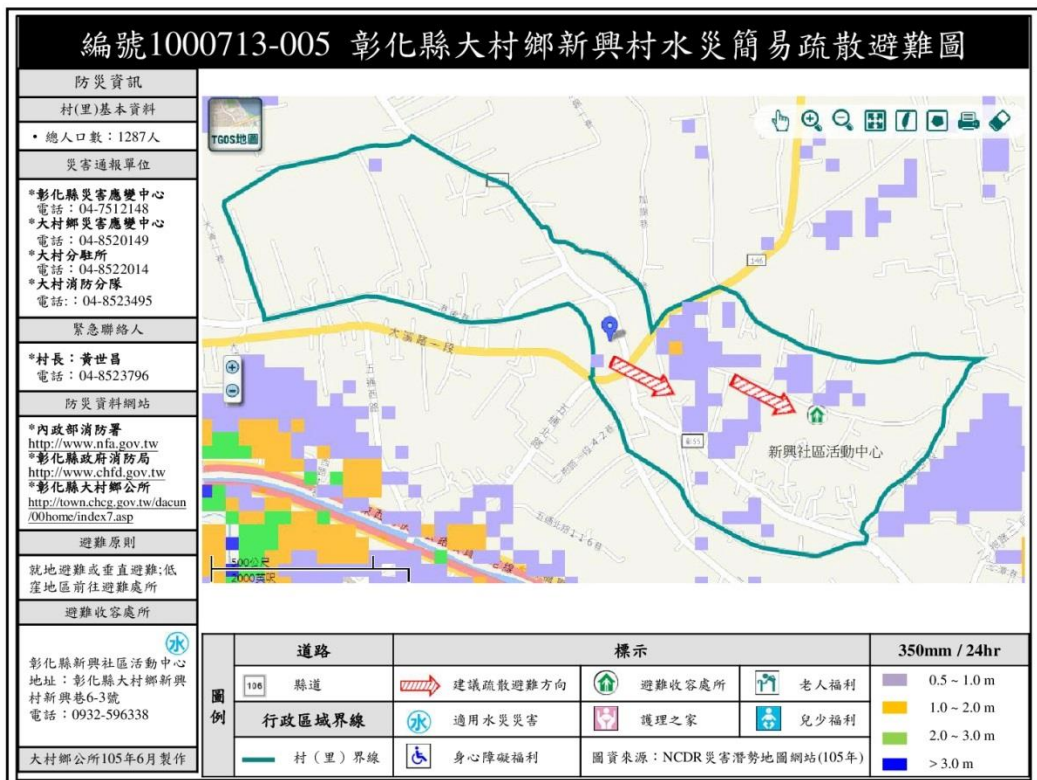 編號1000713-005 彰化縣大村鄉新興村水災簡易疏散避難圖
防災資訊
村(里)基本資料
• 總人口數：1287人
災害通報單位
*彰化縣災害應變中心
電話：04-7512148
*大村鄉災害應變中心
電話：04-8520149
*大村分駐所
電話：04-8522014
*大村消防分隊
電話:：04-8523495
緊急聯絡人
*村長：黃世昌
電話：04-8523796
防災資料網站
*內政部消防署
http://www.nfa.gov.tw
*彰化縣政府消防局
http://www.chfd.gov.tw
*彰化縣大村鄉公所
http://town.chcg.gov.tw/dacun
/00home/index7.asp
避難原則
就地避難或垂直避難;低
窪地區前往避難處所
避難收容處所
水
彰化縣新興社區活動中心
地址：彰化縣大村鄉新興
村新興巷6-3號
電話：0932-596338
大村鄉公所105年6月製作
TGOS地圖
146
大溪路一段
五通西路
五通北路
新興社區活動中心
500公尺
2000英呎
圖例
道路
106 縣道
行政區域界線
村（里）界線
標示
建議疏散避難方向
避難收容處所
老人福利
水 適用水災災害
護理之家
兒少福利
身心障礙福利
圖資來源：NCDR災害潛勢地圖網站(105年)
350mm / 24hr
0.5 ~ 1.0 m
1.0 ~ 2.0 m
2.0 ~ 3.0 m
> 3.0 m